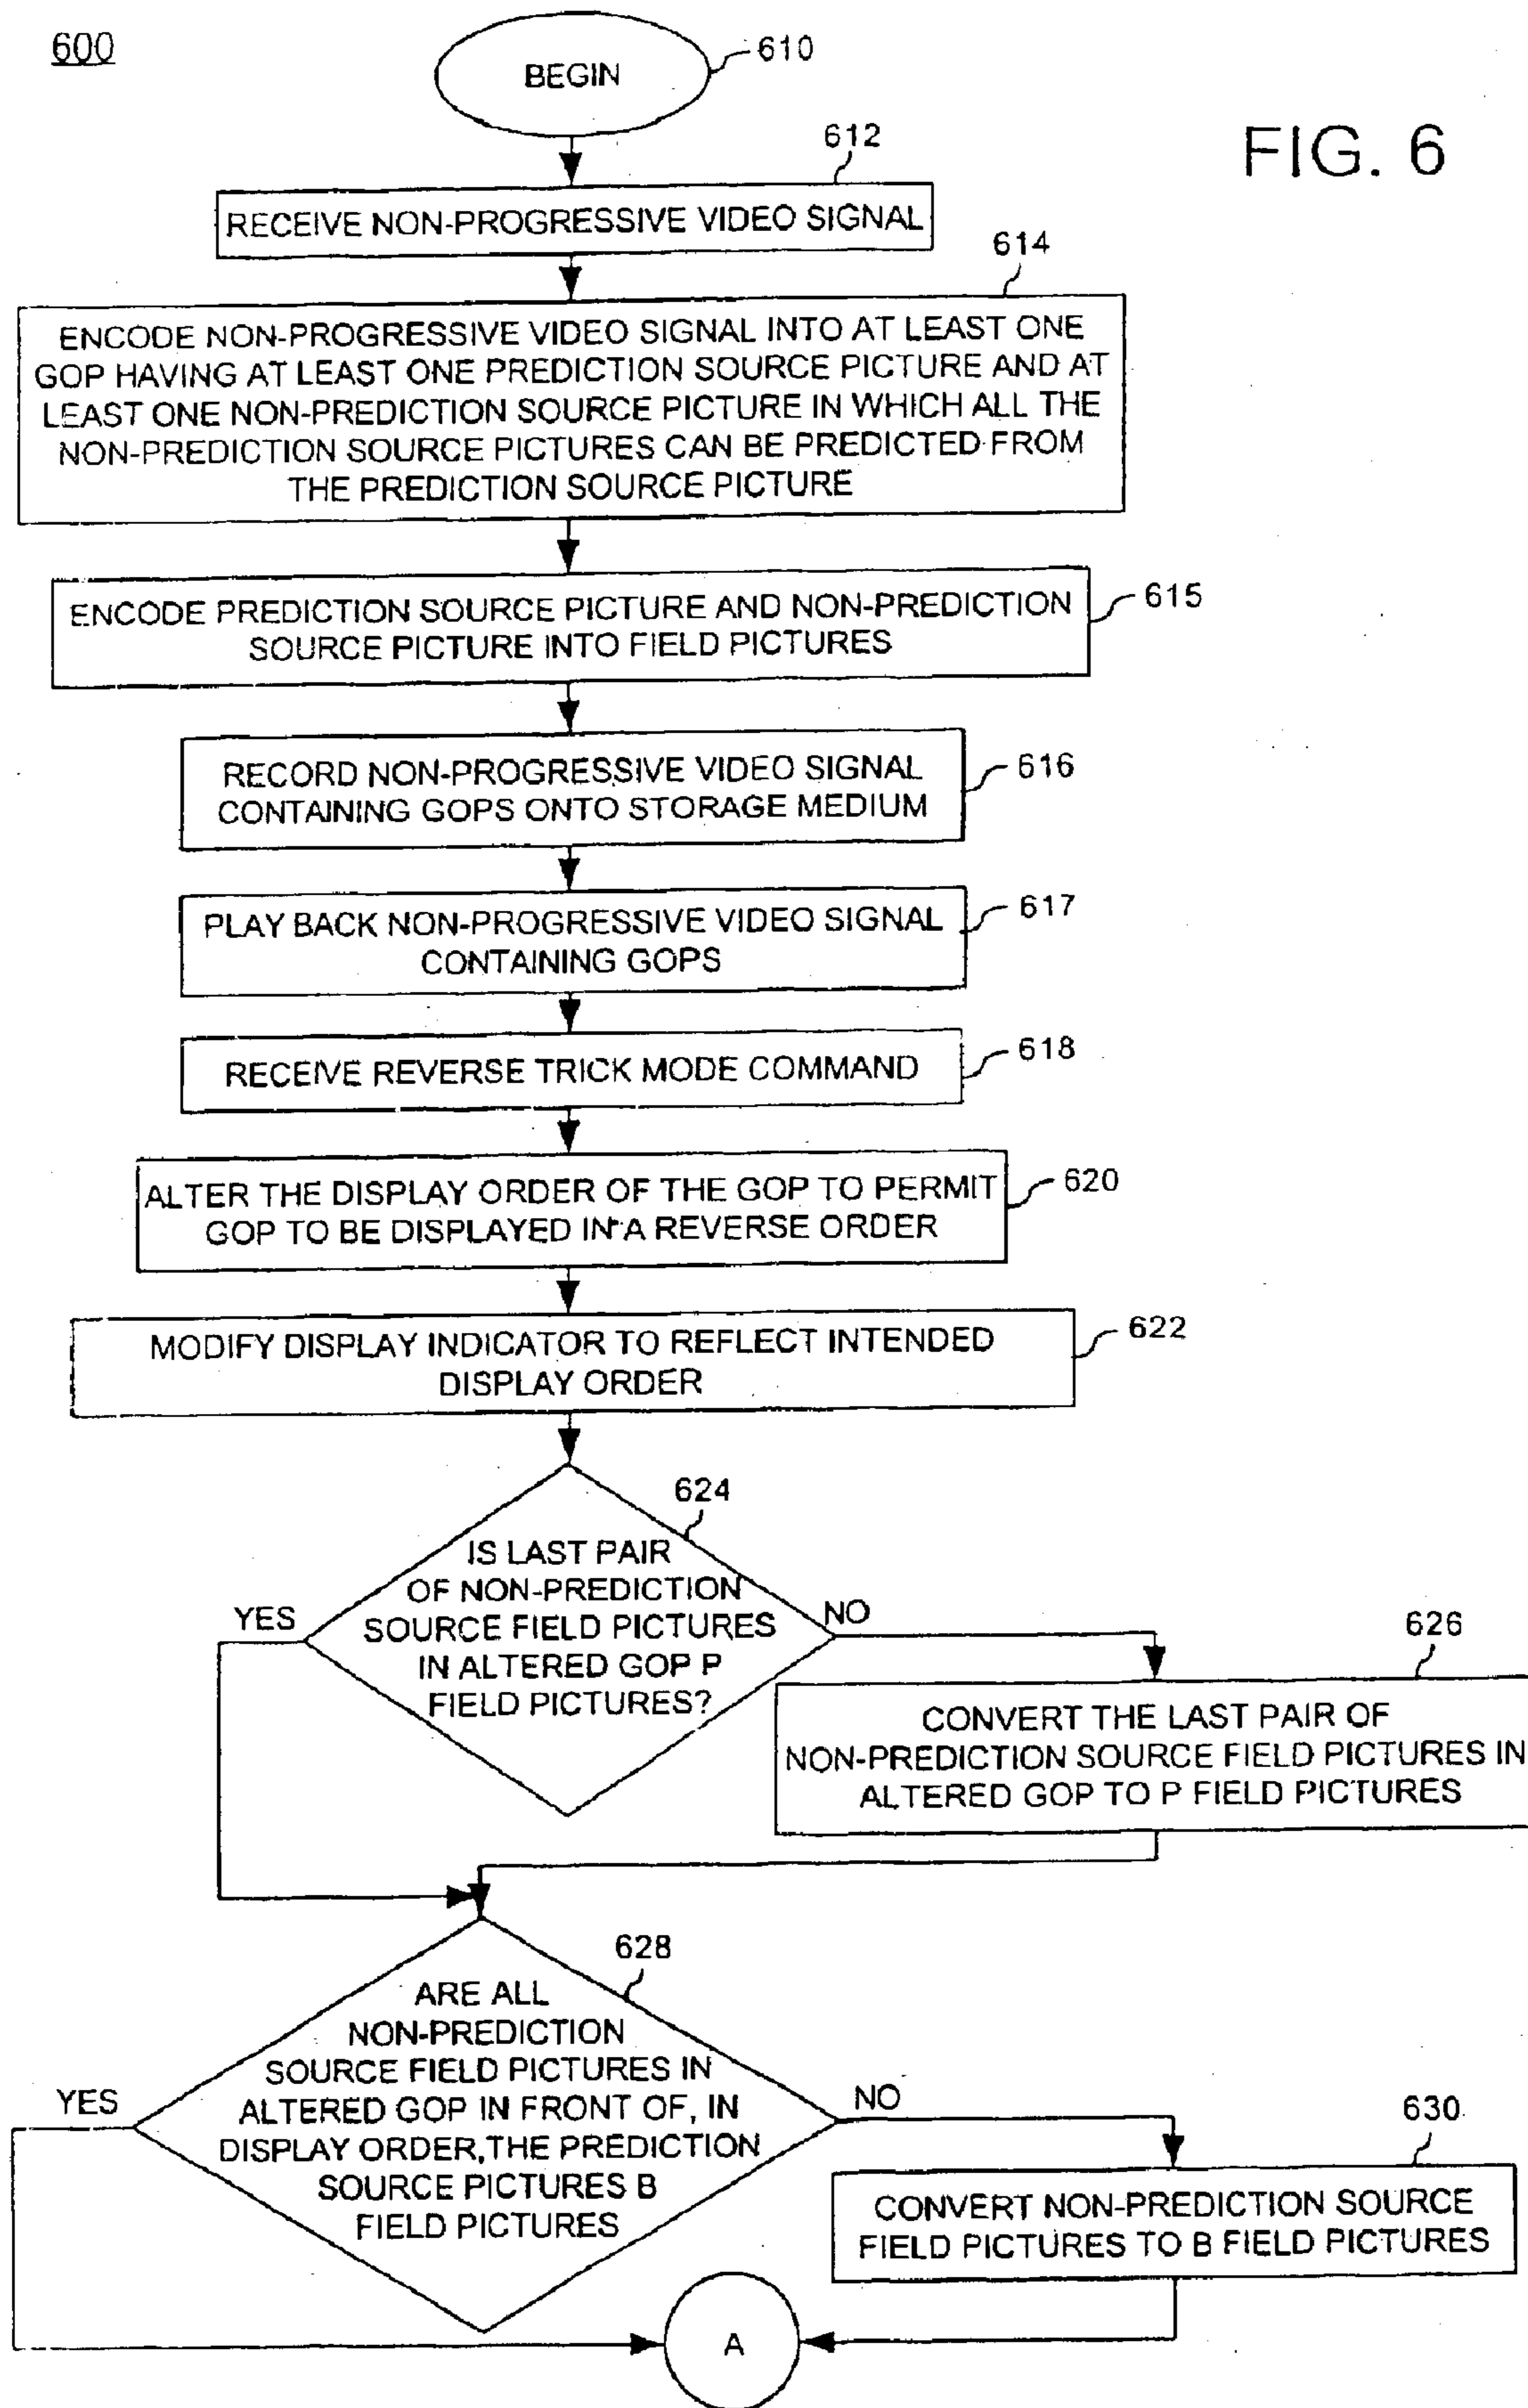 600
BEGIN
610
FIG. 6
612
RECEIVE NON-PROGRESSIVE VIDEO SIGNAL
614
ENCODE NON-PROGRESSIVE VIDEO SIGNAL INTO AT LEAST ONE
GOP HAVING AT LEAST ONE PREDICTION SOURCE PICTURE AND AT
LEAST ONE NON-PREDICTION SOURCE PICTURE IN WHICH ALL THE
NON-PREDICTION SOURCE PICTURES CAN BE PREDICTED FROM
THE PREDICTION SOURCE PICTURE
ENCODE PREDICTION SOURCE PICTURE AND NON-PREDICTION
SOURCE PICTURE INTO FIELD PICTURES
615
RECORD NON-PROGRESSIVE VIDEO SIGNAL
CONTAINING GOPS ONTO STORAGE MEDIUM
616
PLAY BACK NON-PROGRESSIVE VIDEO SIGNAL
CONTAINING GOPS
617
RECEIVE REVERSE TRICK MODE COMMAND
618
ALTER THE DISPLAY ORDER OF THE GOP TO PERMIT
GOP TO BE DISPLAYED IN A REVERSE ORDER
620
MODIFY DISPLAY INDICATOR TO REFLECT INTENDED
DISPLAY ORDER
622
624
IS LAST PAIR
OF NON-PREDICTION
SOURCE FIELD PICTURES
IN ALTERED GOP P
FIELD PICTURES?
YES
NO
626
CONVERT THE LAST PAIR OF
NON-PREDICTION SOURCE FIELD PICTURES IN
ALTERED GOP TO P FIELD PICTURES
628
ARE ALL
NON-PREDICTION
SOURCE FIELD PICTURES IN
ALTERED GOP IN FRONT OF, IN
DISPLAY ORDER, THE PREDICTION
SOURCE PICTURES B
FIELD PICTURES
YES
NO
630
CONVERT NON-PREDICTION SOURCE
FIELD PICTURES TO B FIELD PICTURES
A